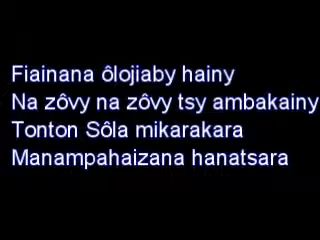 Fiainana ôlojiaby hainy
Na zôvy na zôvy tsy ambakainy
Tonton Sôla mikarakara
Manampahaizana hanatsara